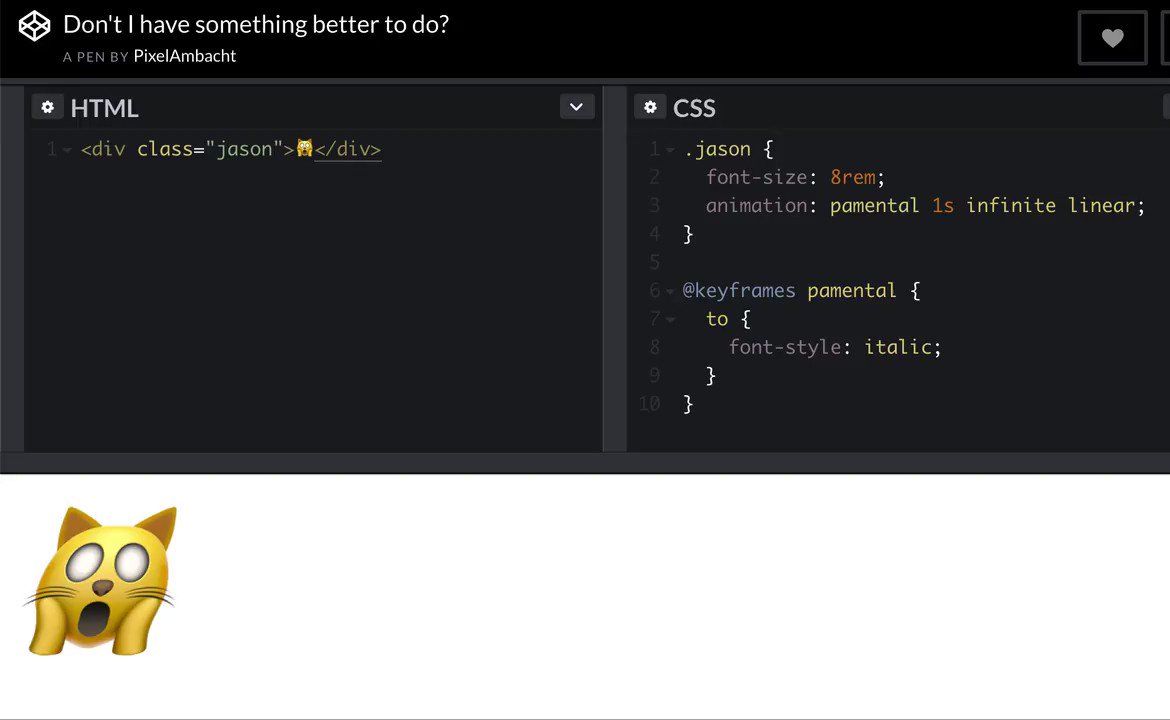 Don't I have something better to do?
A PEN BY PixelAmbacht
HTML
1 <div class="jason">🙀</div>
CSS
1 .jason {
2 font-size: 8rem;
3 animation: pamental 1s infinite linear;
4 }
5
6 @keyframes pamental {
7 to {
8 font-style: italic;
9 }
10 }